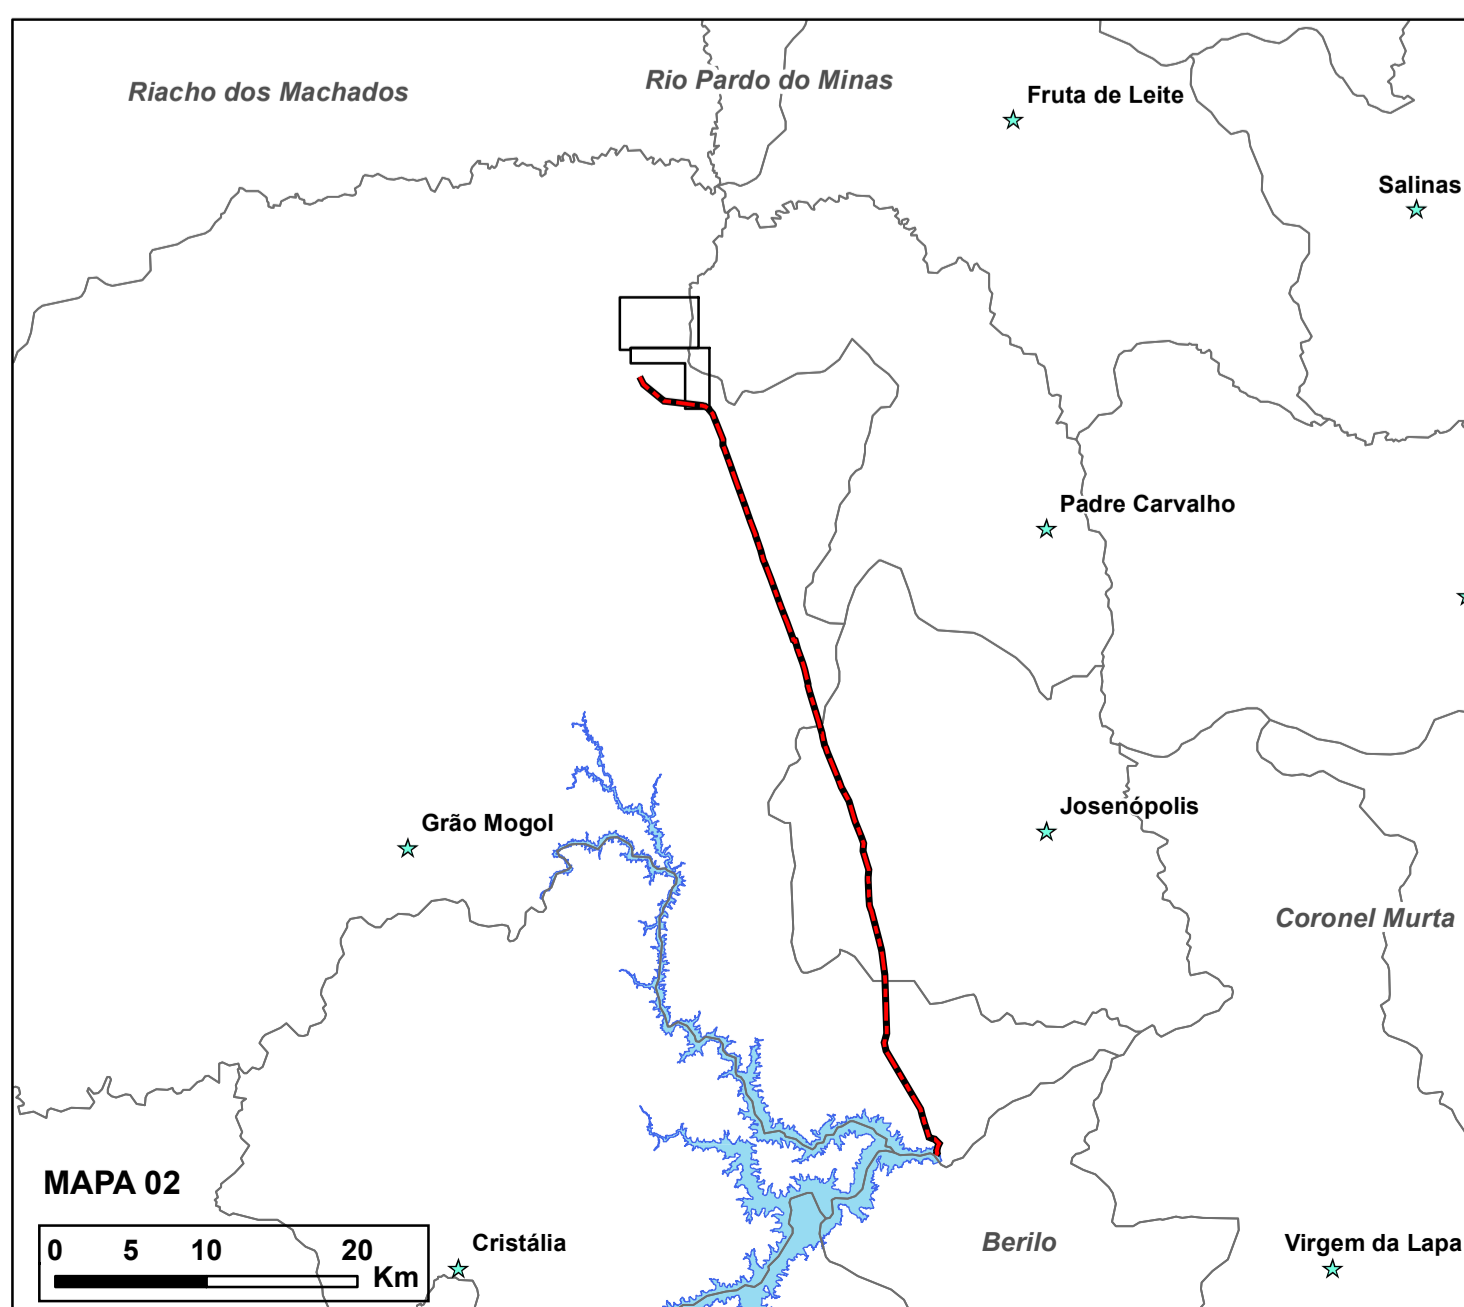 Rio Pardo do Minas
Riacho dos Machados
Fruta de Leite
Salinas
Padre Carvalho
Josenópolis
Grão Mogol
Coronel Murta
MAPA 02
Berilo
Cristália
Virgem da Lapa
0 5 10 20
Km